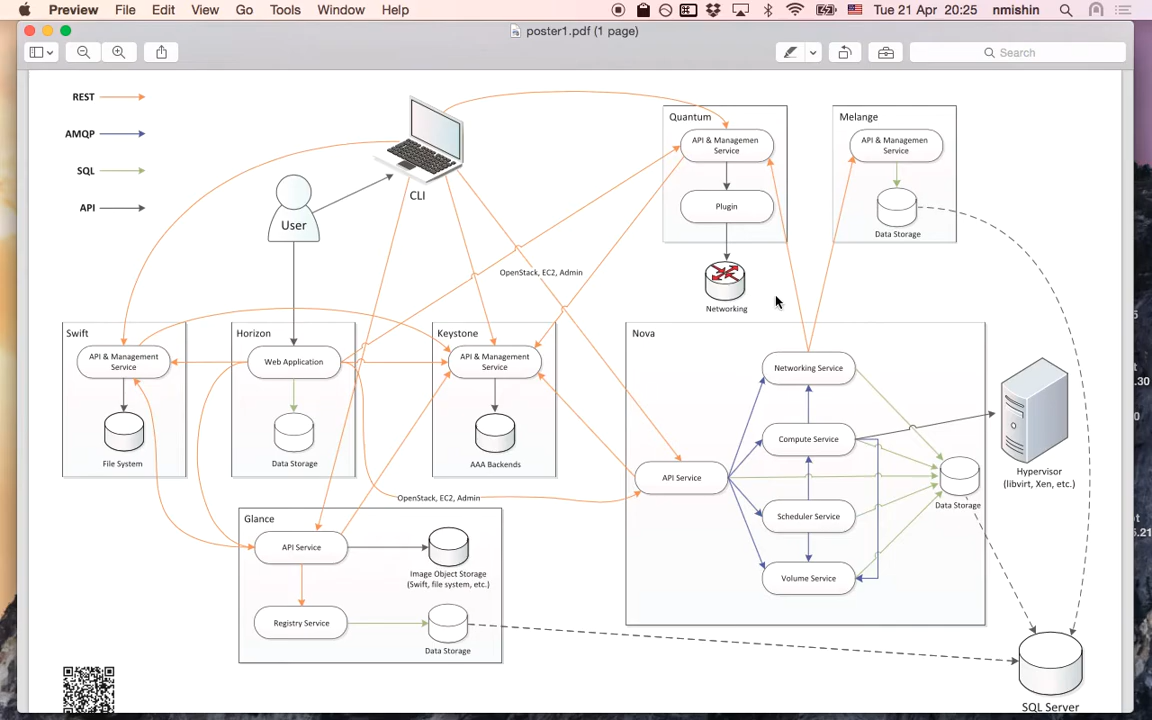 Preview File Edit View Go Tools Window Help Tue 21 Apr 20:25 nmishin
poster1.pdf (1 page)
Search
REST
AMQP
SQL
API
CLI
User
Quantum
API & Managemen
Service
Plugin
Networking
Melange
API & Managemen
Service
Data Storage
OpenStack, EC2, Admin
Swift
API & Management
Service
File System
Horizon
Web Application
Data Storage
Keystone
API & Management
Service
AAA Backends
Nova
Networking Service
Compute Service
API Service
Scheduler Service
Volume Service
Data Storage
Hypervisor
(libvirt, Xen, etc.)
OpenStack, EC2, Admin
Glance
API Service
Image Object Storage
(Swift, file system, etc.)
Registry Service
Data Storage
SQL Server
.30
0
t
5.21